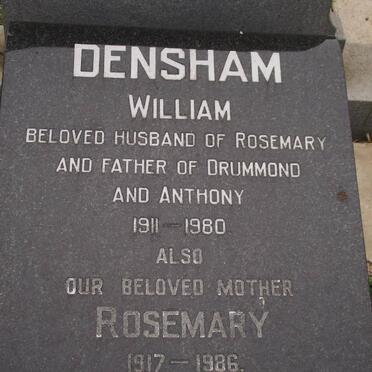 DENSHAM
WILLIAM
BELOVED HUSBAND OF ROSEMARY
AND FATHER OF DRUMMOND
AND ANTHONY
1911 — 1980
ALSO
OUR BELOVED MOTHER
ROSEMARY
1917 — 1986.